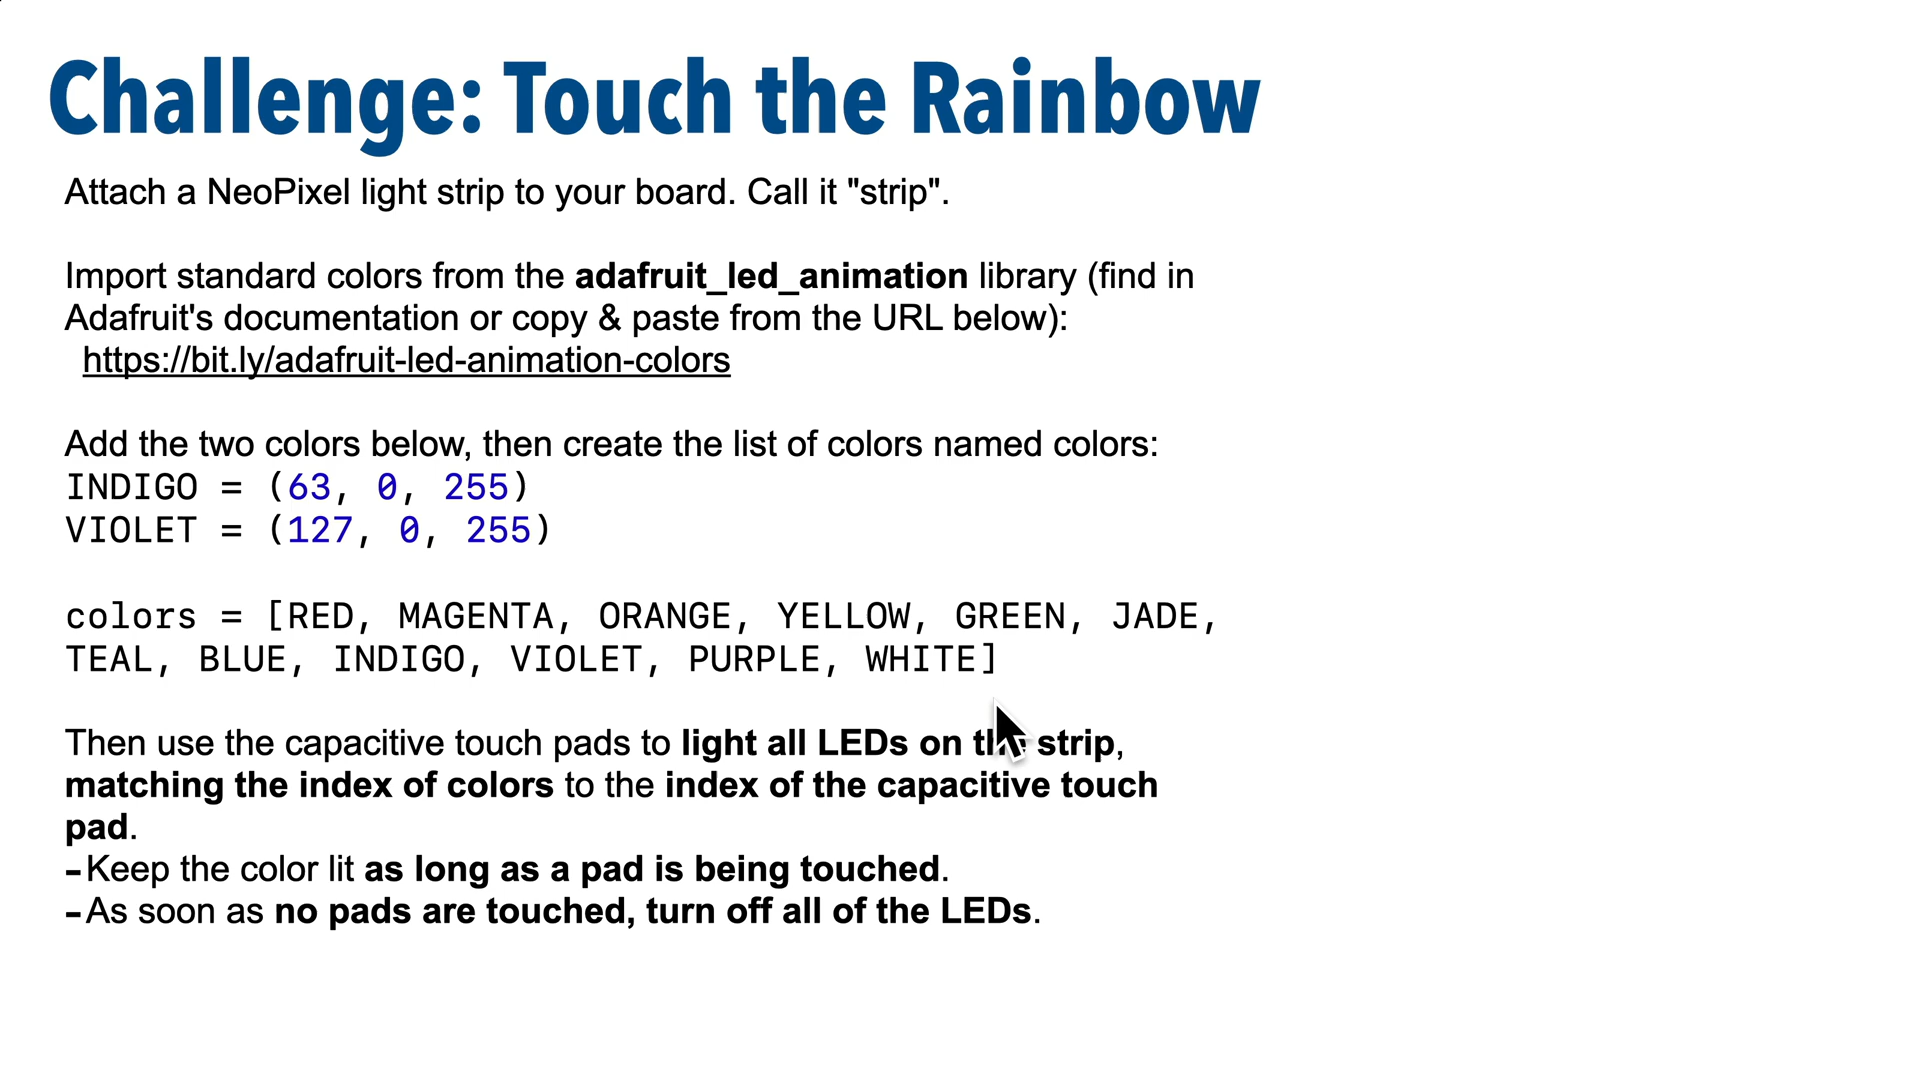 Challenge: Touch the Rainbow
Attach a NeoPixel light strip to your board. Call it "strip".
Import standard colors from the adafruit_led_animation library (find in
Adafruit's documentation or copy & paste from the URL below):
https://bit.ly/adafruit-led-animation-colors
Add the two colors below, then create the list of colors named colors:
INDIGO = (63, 0, 255)
VIOLET = (127, 0, 255)
colors = [RED, MAGENTA, ORANGE, YELLOW, GREEN, JADE,
TEAL, BLUE, INDIGO, VIOLET, PURPLE, WHITE]
Then use the capacitive touch pads to light all LEDs on the strip,
matching the index of colors to the index of the capacitive touch
pad.
-Keep the color lit as long as a pad is being touched.
-As soon as no pads are touched, turn off all of the LEDs.